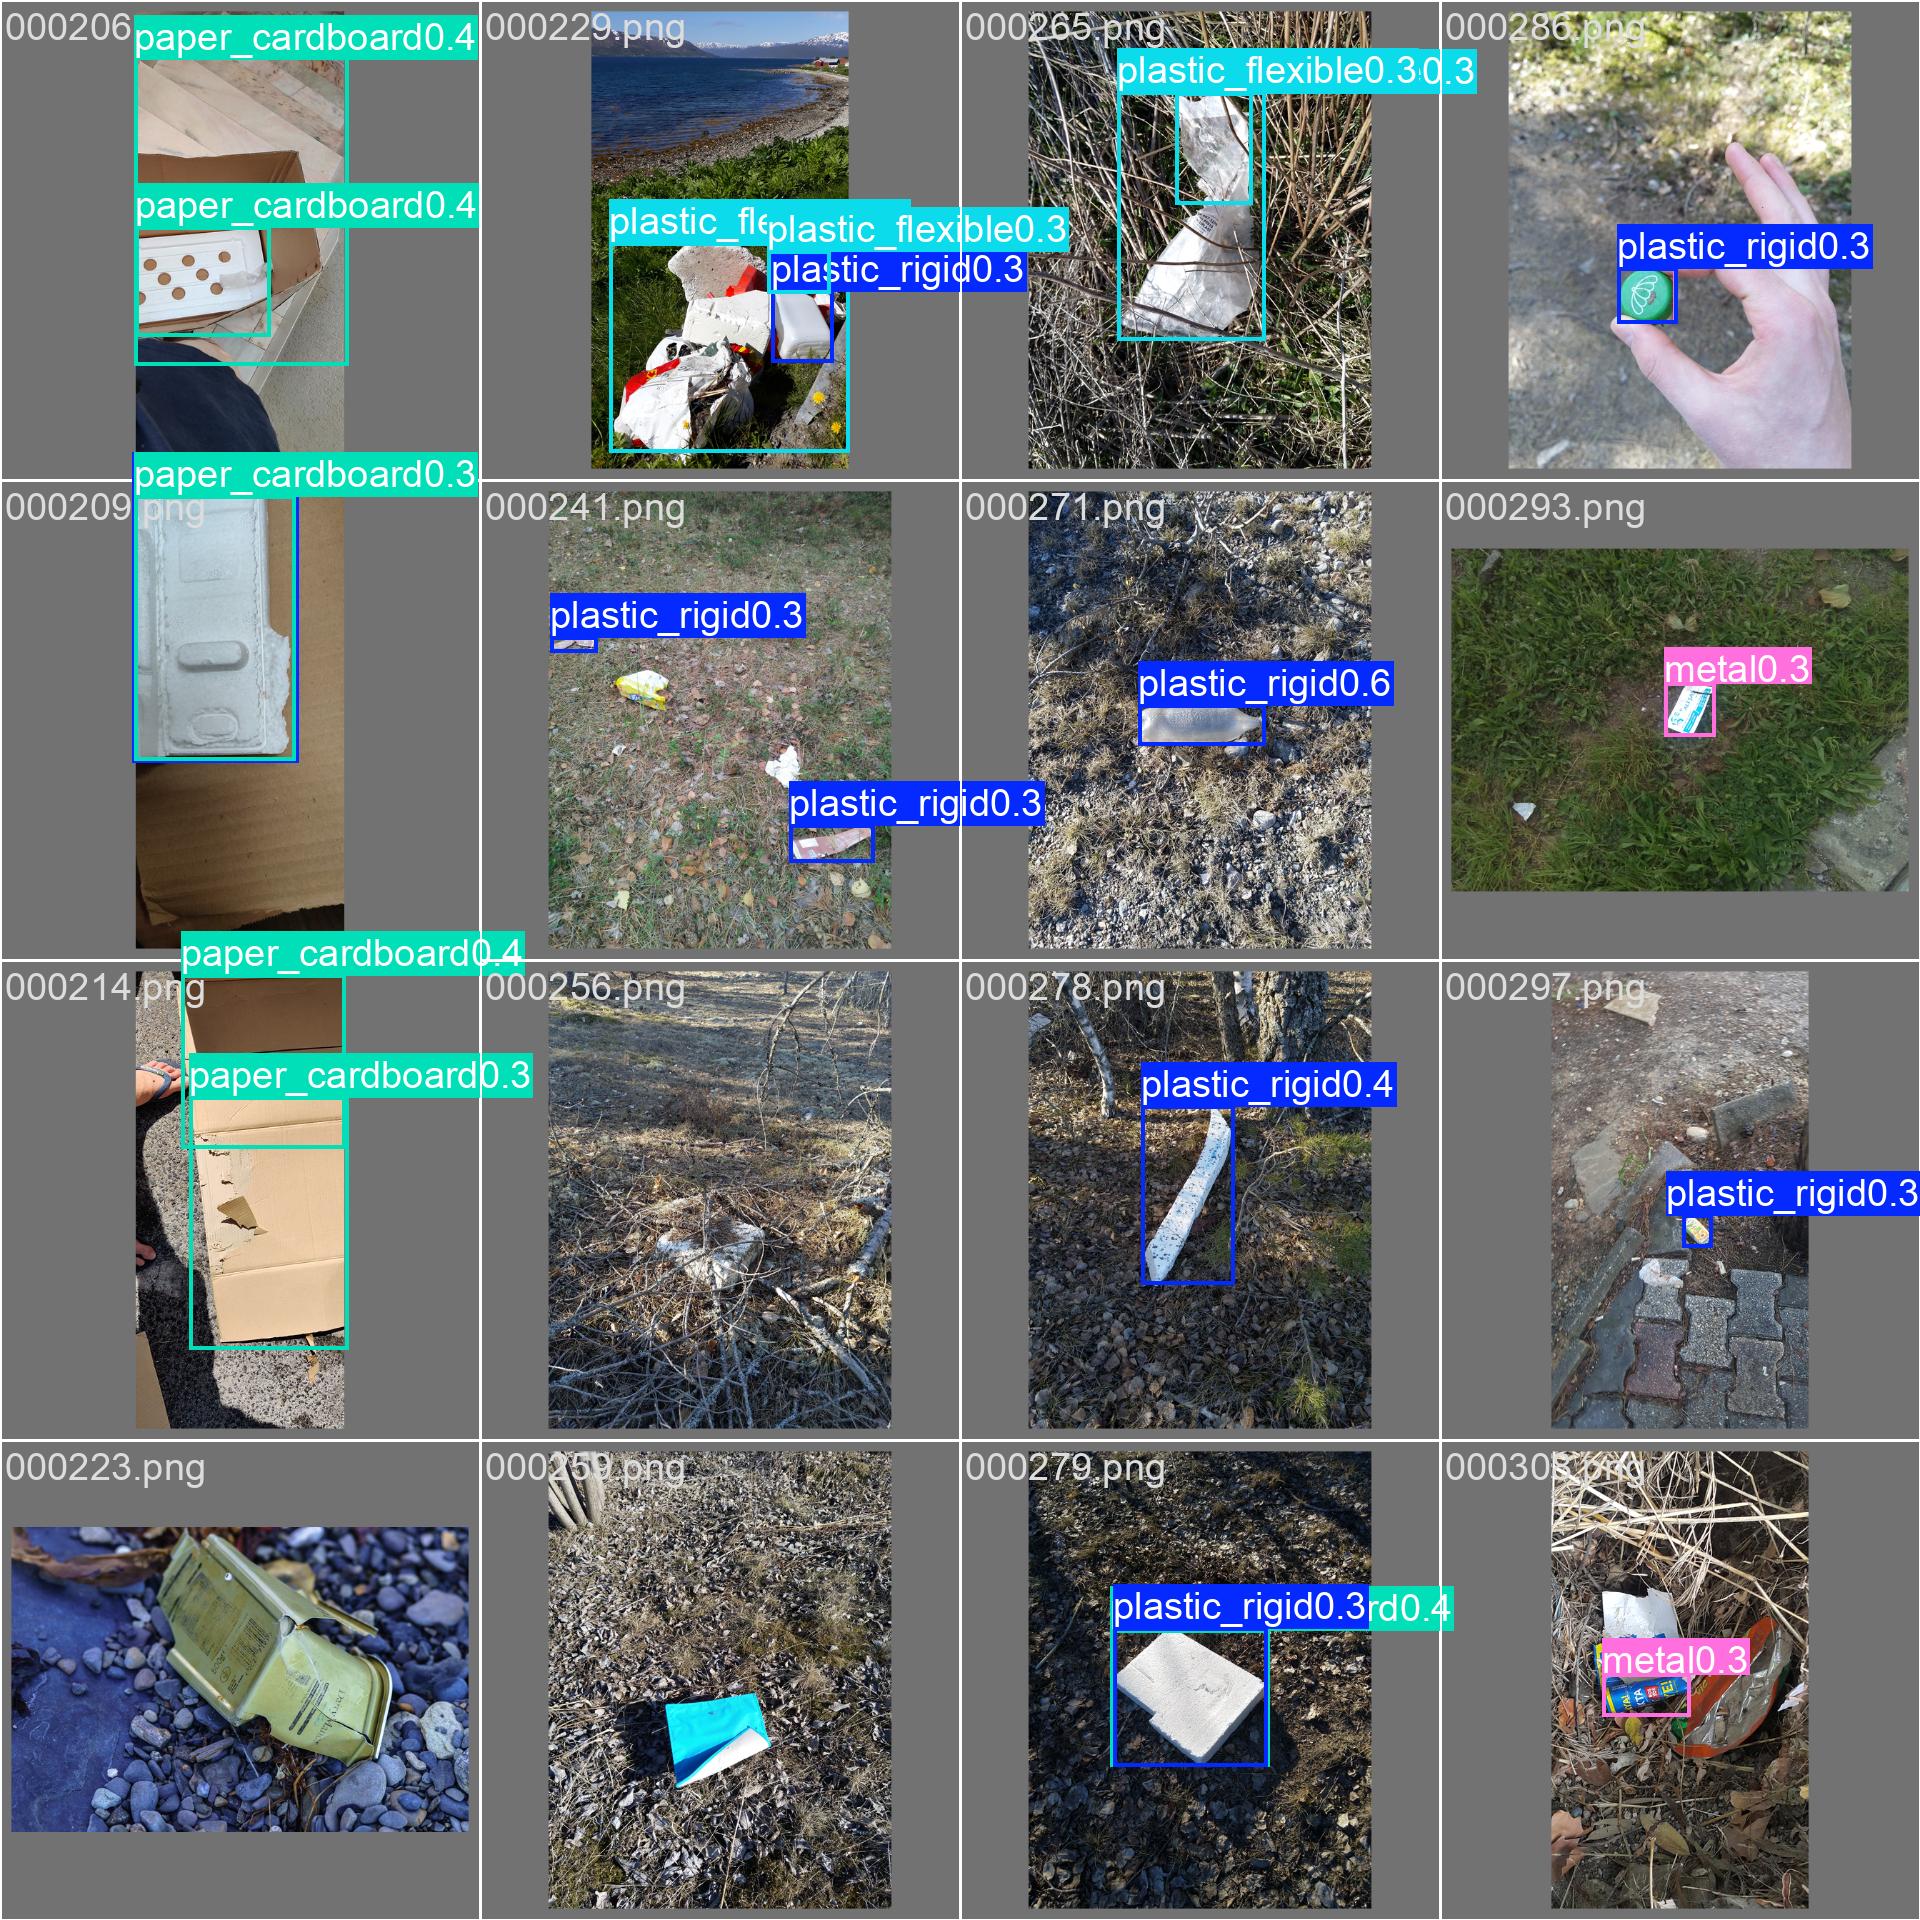 000206
paper_cardboard0.4
paper_cardboard0.4
000229.png
plastic_fle
plastic_flexible0.3
plastic_rigid0.3
000265.png
plastic_flexible0.3
0.3
000286.png
plastic_rigid0.3
000209.png
paper_cardboard0.3
000241.png
plastic_rigid0.3
plastic_rigid0.3
000271.png
plastic_rigid0.6
000293.png
metal0.3
000214.png
paper_cardboard0.4
paper_cardboard0.3
000256.png
000278.png
plastic_rigid0.4
000297.png
plastic_rigid0.3
000223.png
000259.png
000279.png
plastic_rigid0.3
rd0.4
metal0.3